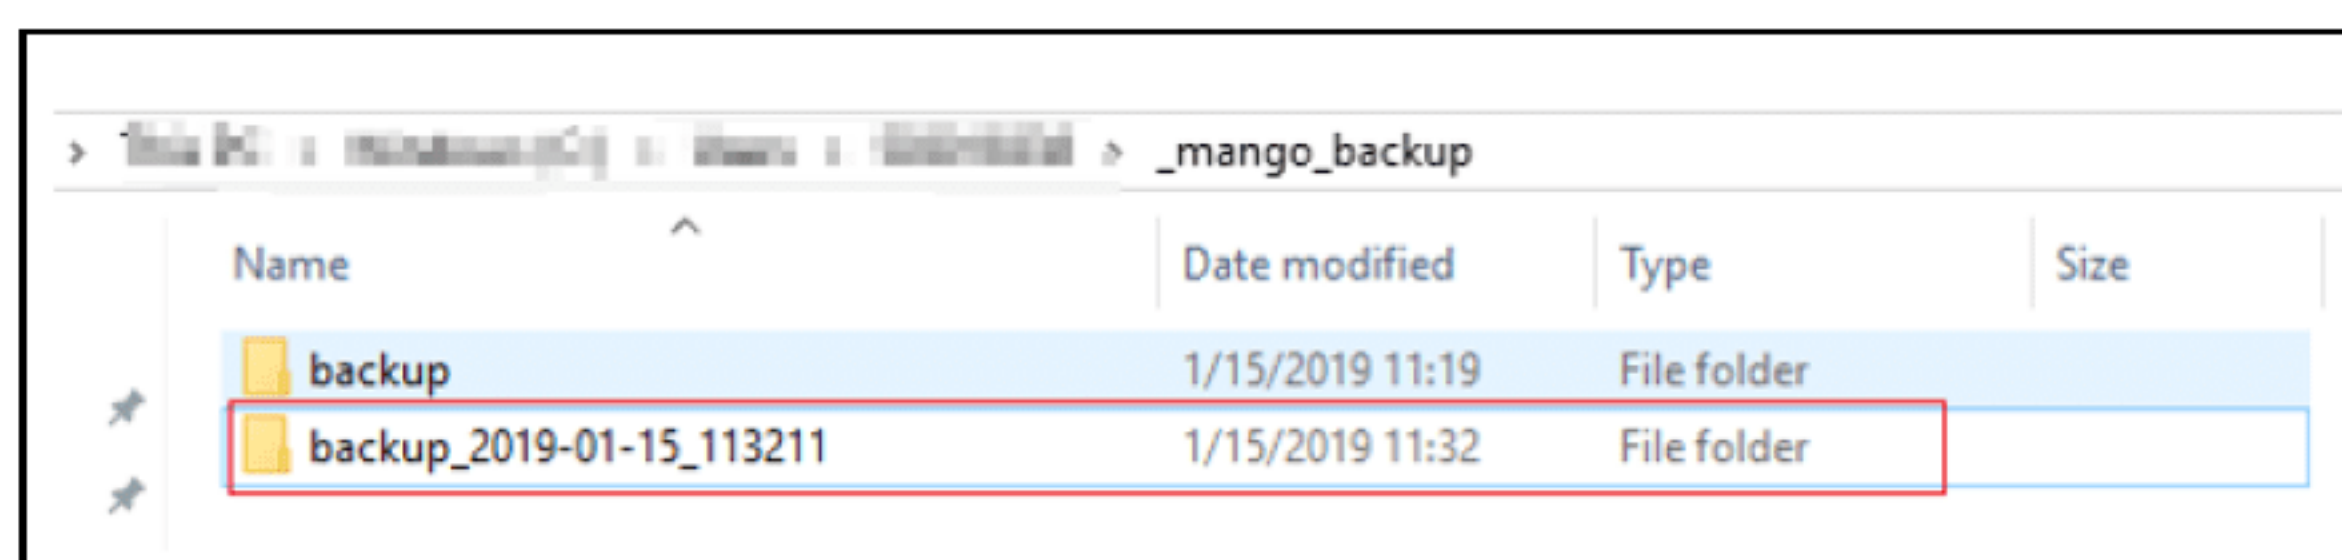 _mango_backup
Name Date modified Type Size
backup 1/15/2019 11:19 File folder
backup_2019-01-15_113211 1/15/2019 11:32 File folder